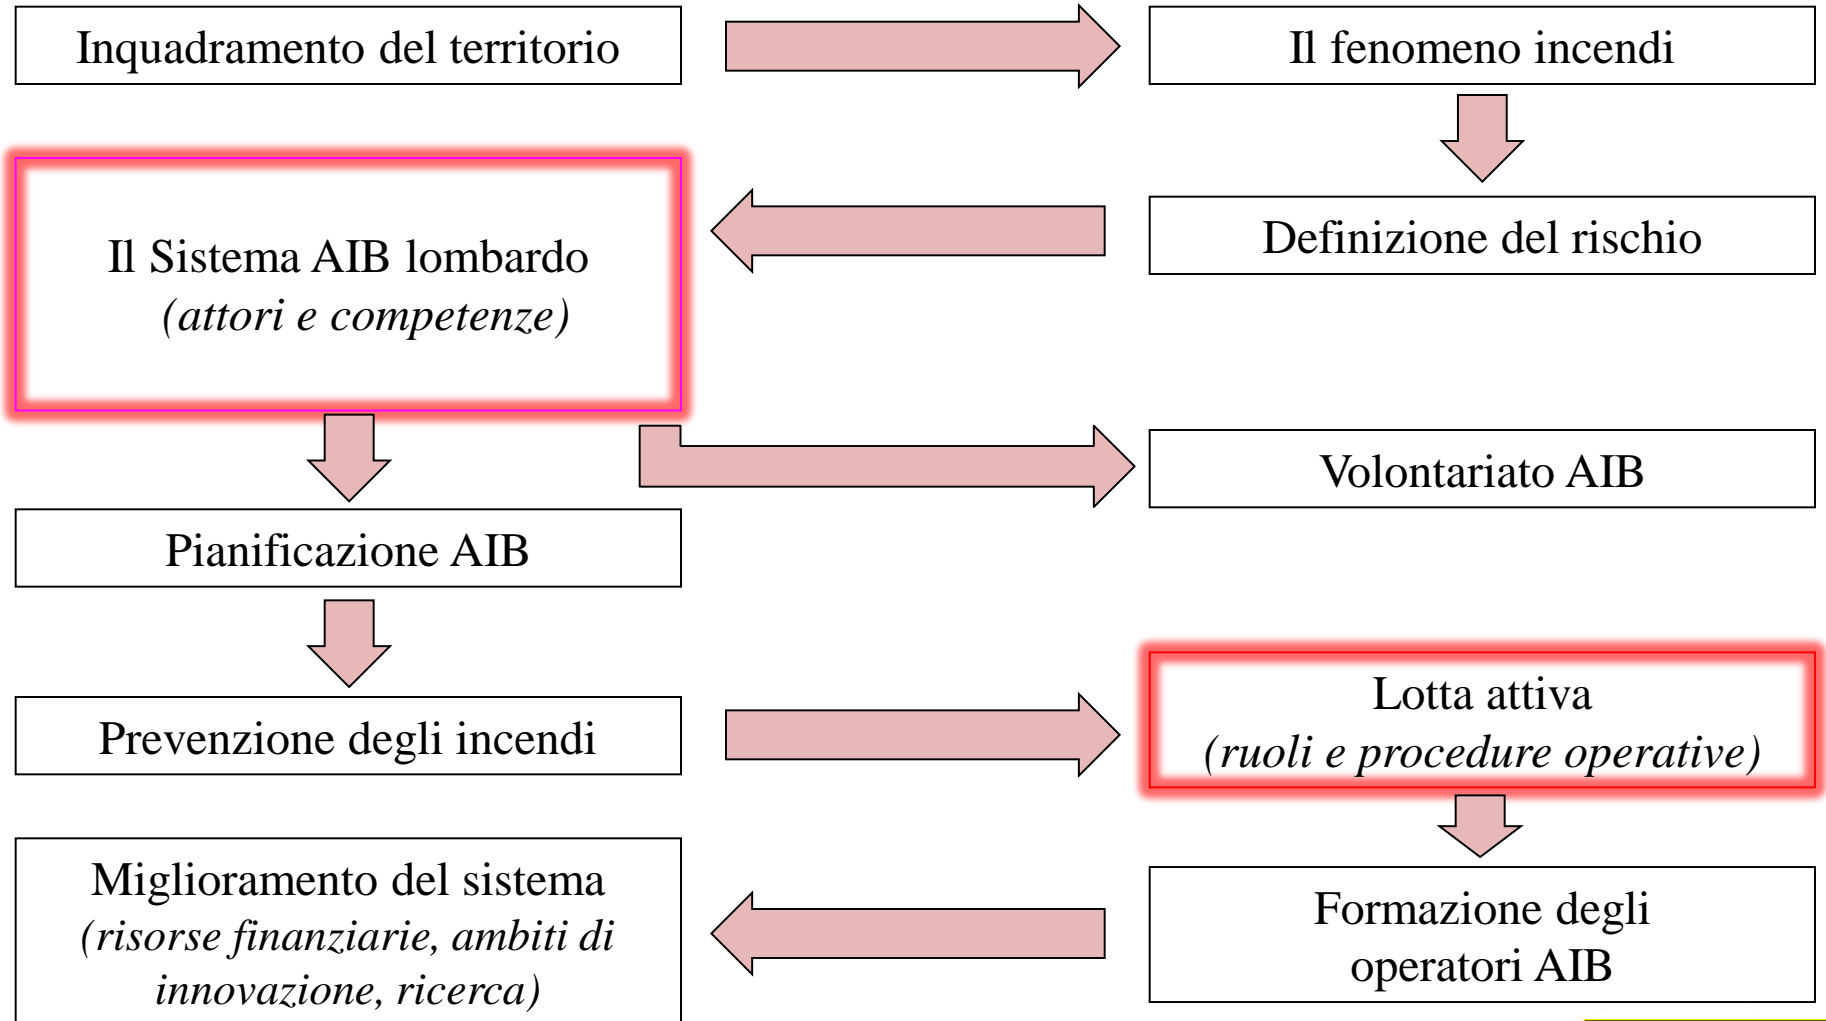 Inquadramento del territorio
Il fenomeno incendi
Definizione del rischio
Il Sistema AIB lombardo
(attori e competenze)
Volontariato AIB
Pianificazione AIB
Prevenzione degli incendi
Lotta attiva
(ruoli e procedure operative)
Formazione degli
operatori AIB
Miglioramento del sistema
(risorse finanziarie, ambiti di
innovazione, ricerca)